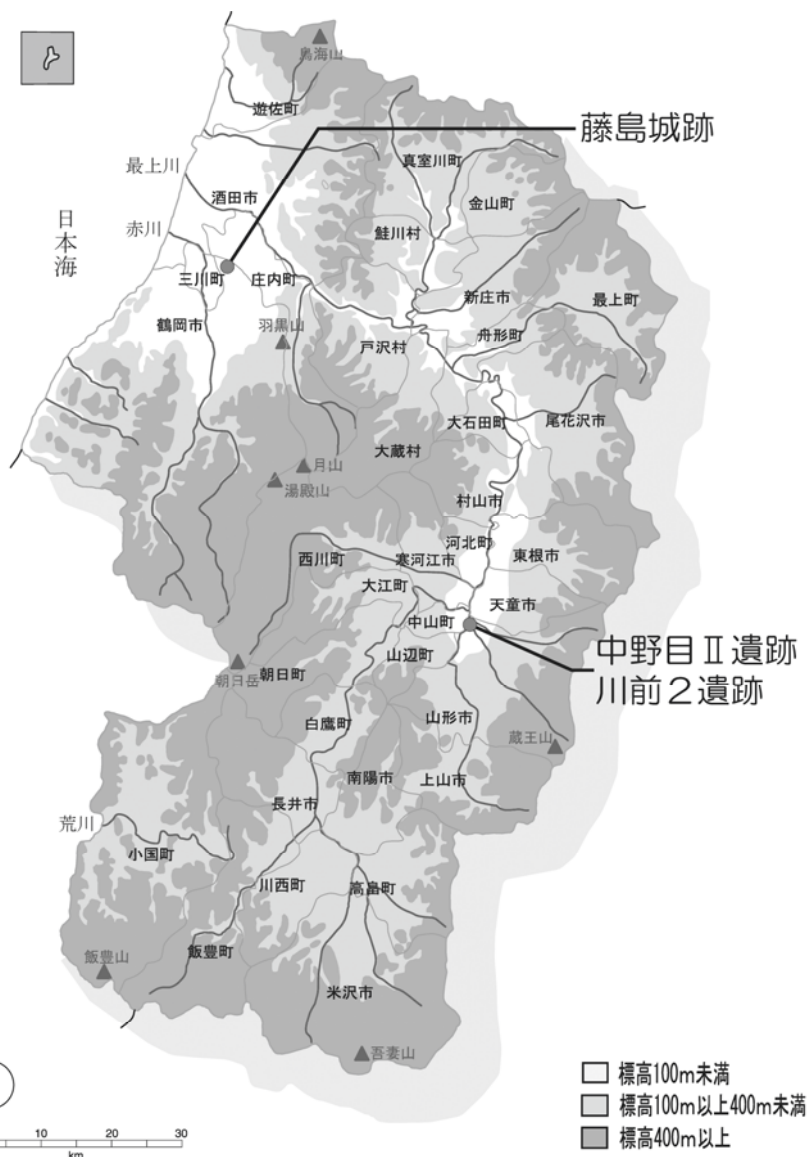 鳥海山
遊佐町
藤島城跡
真室川町
最上川
酒田市
金山町
日本海
赤川
鮭川村
三川町
庄内町
新庄市
最上町
鶴岡市
羽黒山
舟形町
戸沢村
大石田町
尾花沢市
大蔵村
月山
湯殿山
村山市
河北町
西川町
寒河江市
東根市
大江町
天童市
中山町
中野目Ⅱ遺跡
川前2遺跡
山辺町
朝日岳
朝日町
白鷹町
山形市
蔵王山
南陽市
上山市
長井市
荒川
小国町
川西町
高畠町
飯豊山
飯豊町
米沢市
吾妻山
標高100m未満
標高100m以上400m未満
標高400m以上
10 20 30
km